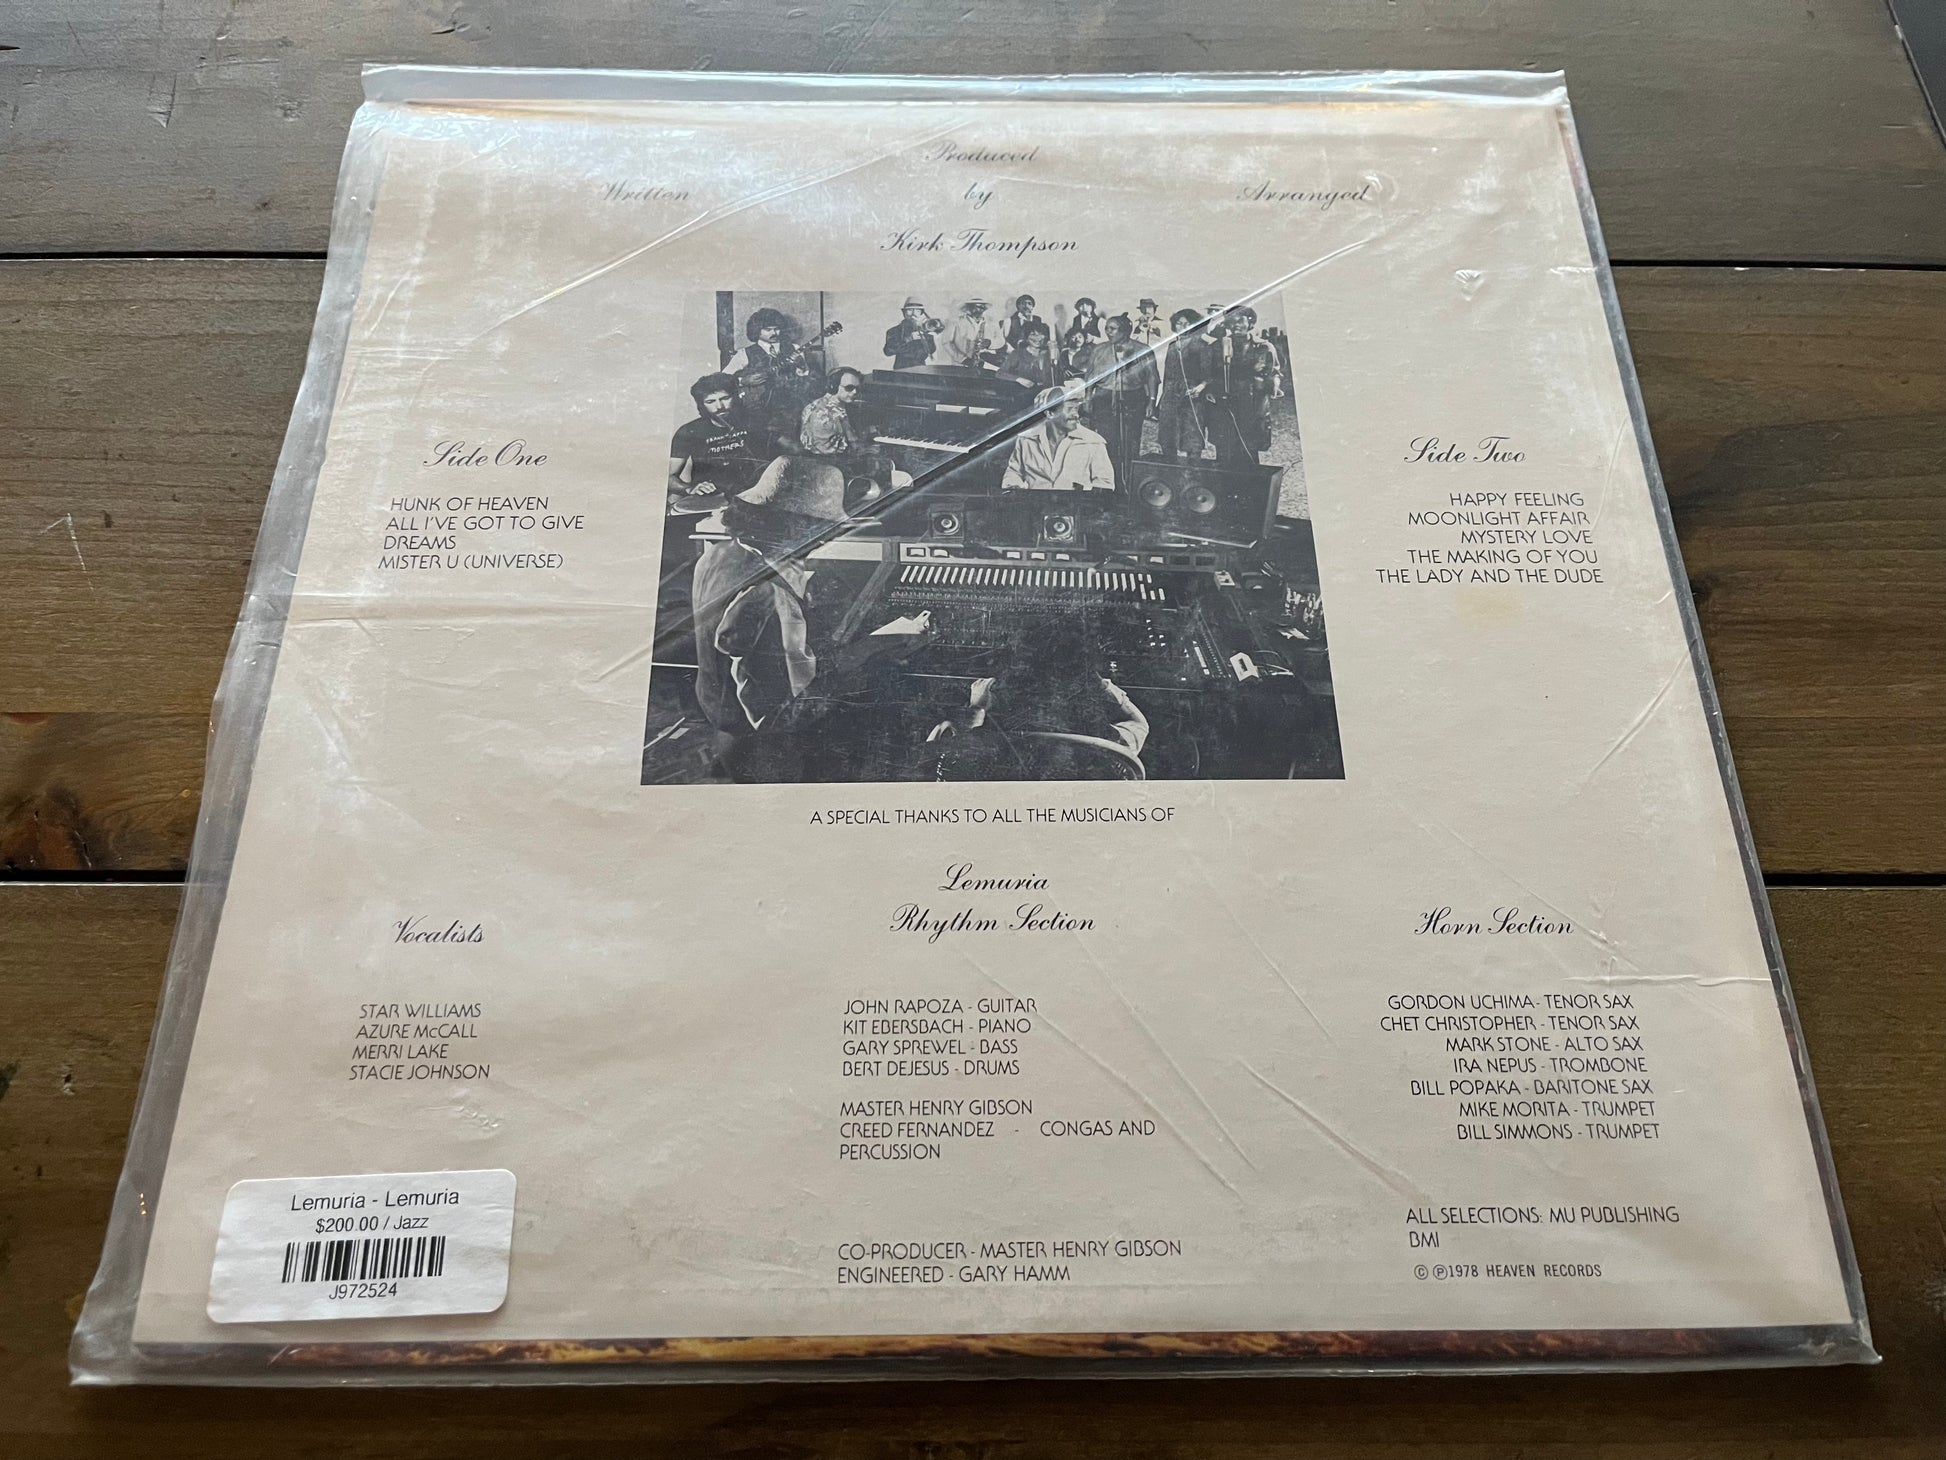 Produced
Written by Arranged
Kirk Thompson
FRANK ZAPPA
MOTHERS
Side One
HUNK OF HEAVEN
ALL I'VE GOT TO GIVE
DREAMS
MISTER U (UNIVERSE)
Side Two
HAPPY FEELING
MOONLIGHT AFFAIR
MYSTERY LOVE
THE MAKING OF YOU
THE LADY AND THE DUDE
A SPECIAL THANKS TO ALL THE MUSICIANS OF
Lemuria
Vocalists
STAR WILLIAMS
AZURE McCALL
MERRI LAKE
STACIE JOHNSON
Rhythm Section
JOHN RAPOZA - GUITAR
KIT EBERSBACH - PIANO
GARY SPREWEL - BASS
BERT DEJESUS - DRUMS
MASTER HENRY GIBSON
CREED FERNANDEZ - CONGAS AND
PERCUSSION
Horn Section
GORDON UCHIMA - TENOR SAX
CHET CHRISTOPHER - TENOR SAX
MARK STONE - ALTO SAX
IRA NEPUS - TROMBONE
BILL POPAKA - BARITONE SAX
MIKE MORITA - TRUMPET
BILL SIMMONS - TRUMPET
CO-PRODUCER - MASTER HENRY GIBSON
ENGINEERED - GARY HAMM
ALL SELECTIONS: MU PUBLISHING
BMI
© ℗1978 HEAVEN RECORDS
Lemuria - Lemuria
$200.00 / Jazz
J972524